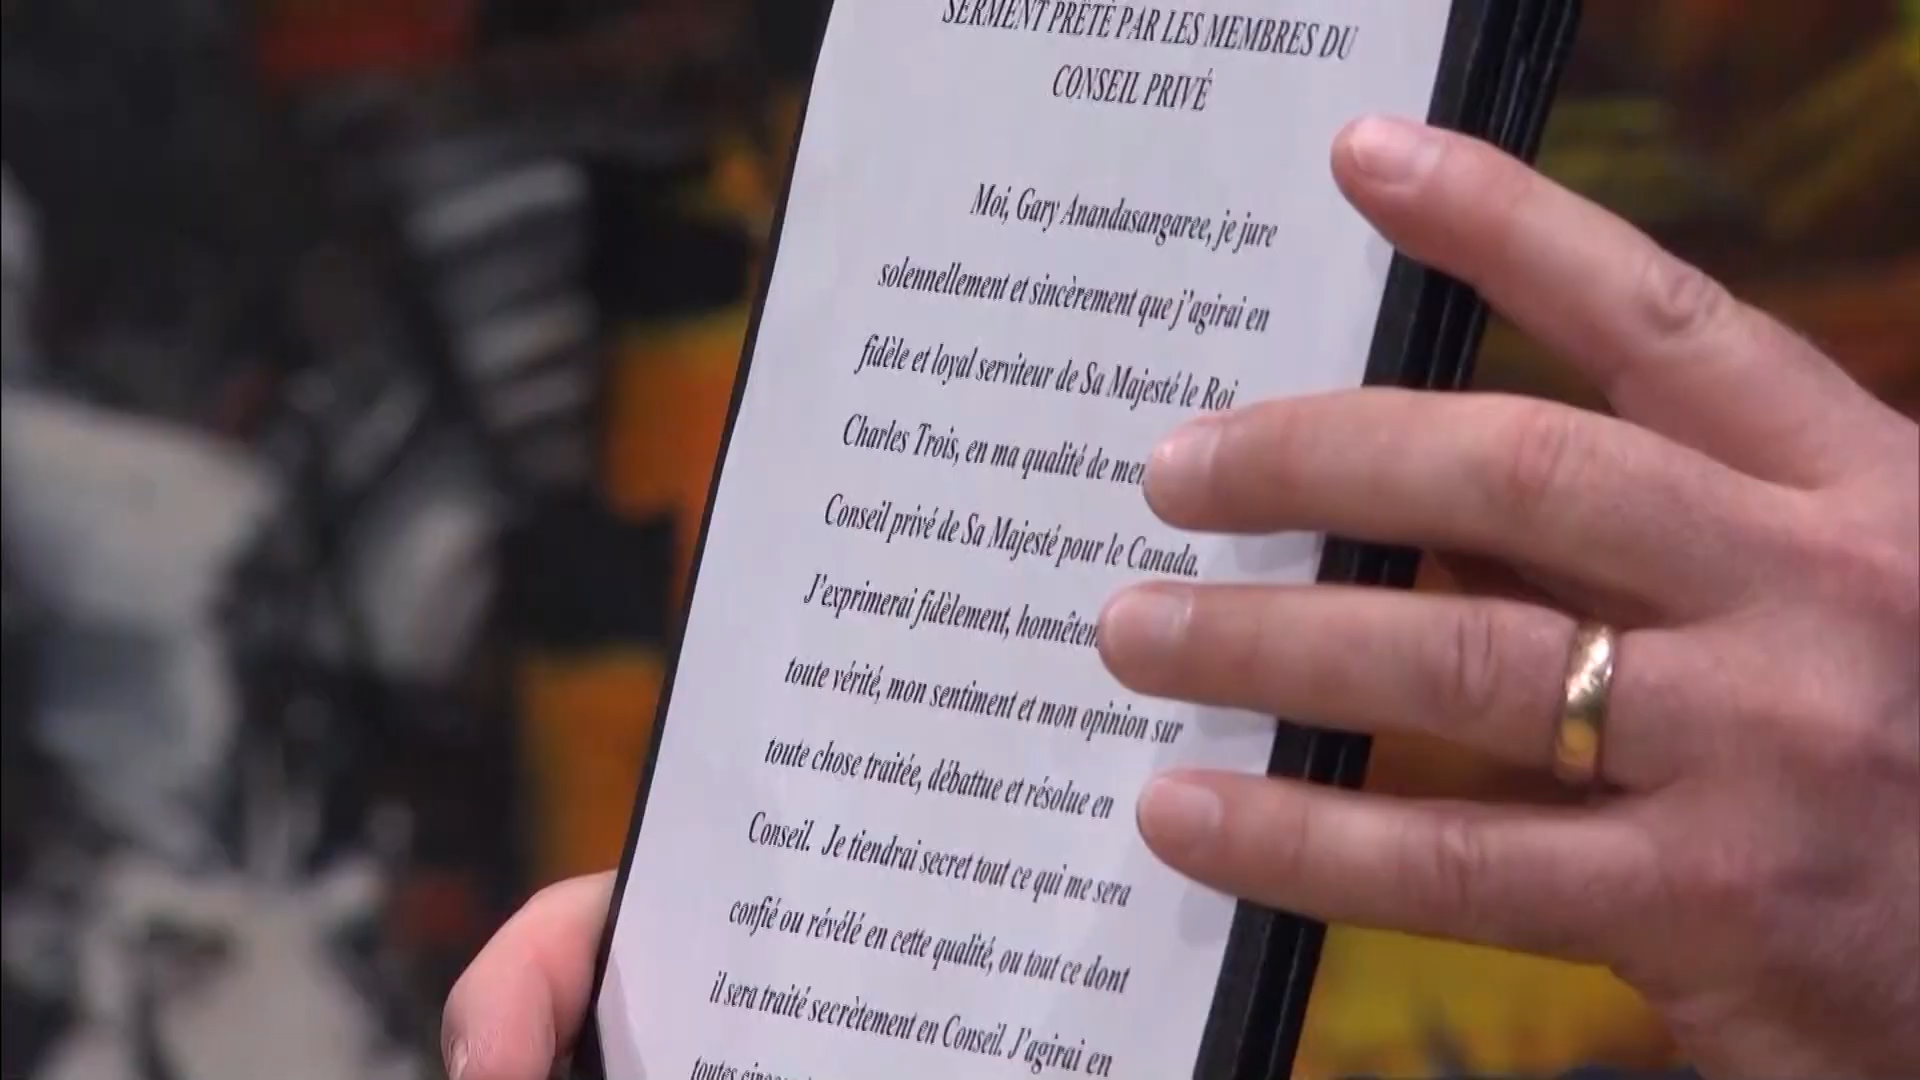 SERMENT PRÊTÉ PAR LES MEMBRES DU
CONSEIL PRIVÉ
Moi, Gary Anandasangaree, je jure
solennellement et sincèrement que j'agirai en
fidèle et loyal serviteur de Sa Majesté le Roi
Charles Trois, en ma qualité de
Conseil privé de Sa Majesté pour le Canada.
J'exprimerai fidèlement,
toute vérité, mon sentiment et mon opinion sur
toute chose traitée, débattue et résolue en
Conseil. Je tiendrai secret tout ce qui me sera
confié ou révélé en cette qualité, ou tout ce dont
il sera traité secrètement en Conseil. J'agirai en
toutes